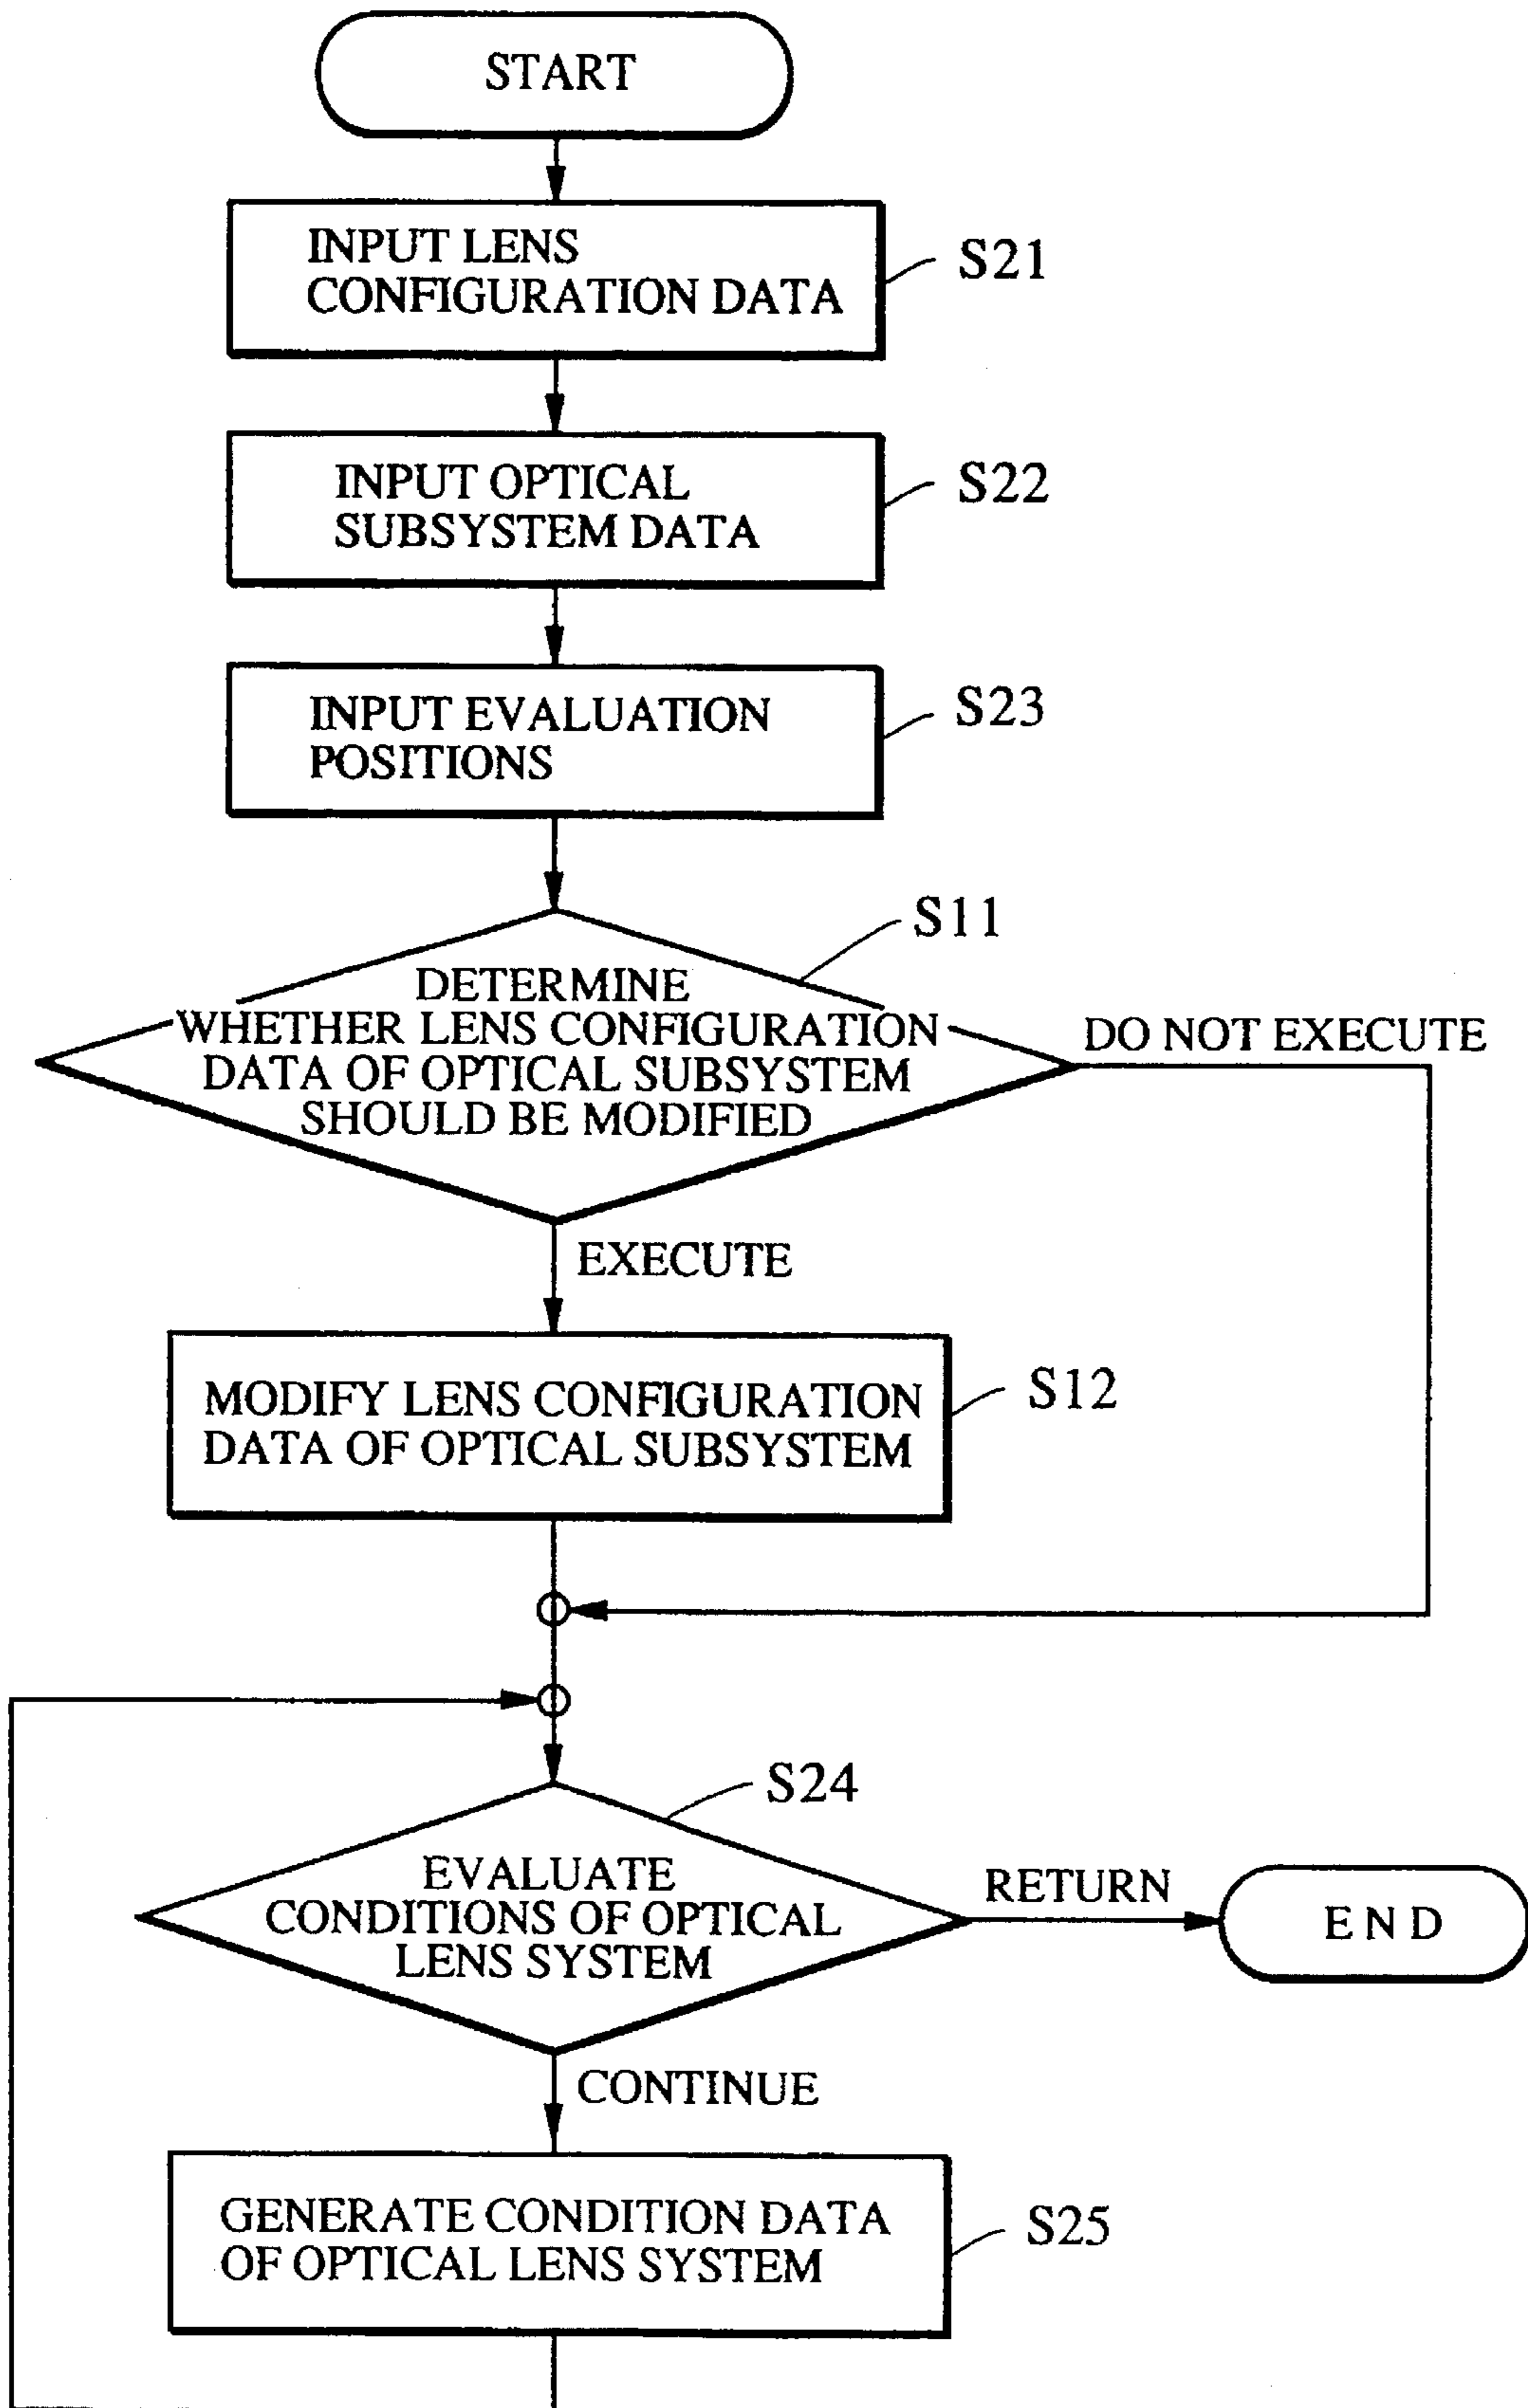 START
INPUT LENS
CONFIGURATION DATA
S21
INPUT OPTICAL
SUBSYSTEM DATA
S22
INPUT EVALUATION
POSITIONS
S23
S11
DETERMINE
WHETHER LENS CONFIGURATION
DATA OF OPTICAL SUBSYSTEM
SHOULD BE MODIFIED
DO NOT EXECUTE
EXECUTE
MODIFY LENS CONFIGURATION
DATA OF OPTICAL SUBSYSTEM
S12
S24
EVALUATE
CONDITIONS OF OPTICAL
LENS SYSTEM
RETURN
END
CONTINUE
GENERATE CONDITION DATA
OF OPTICAL LENS SYSTEM
S25